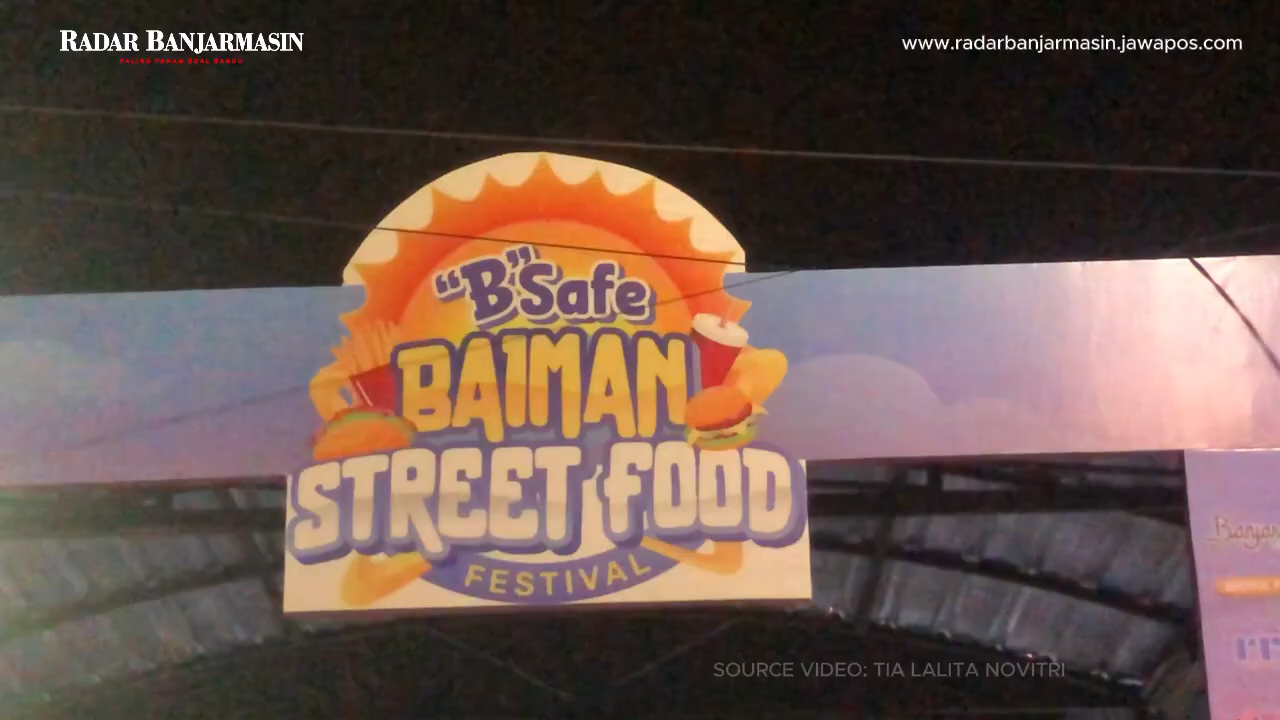 RADAR BANJARMASIN
www.radarbanjarmasin.jawapos.com
"B"Safe
BAIMAN
STREET FOOD
FESTIVAL
SOURCE VIDEO: TIA LALITA NOVITRI